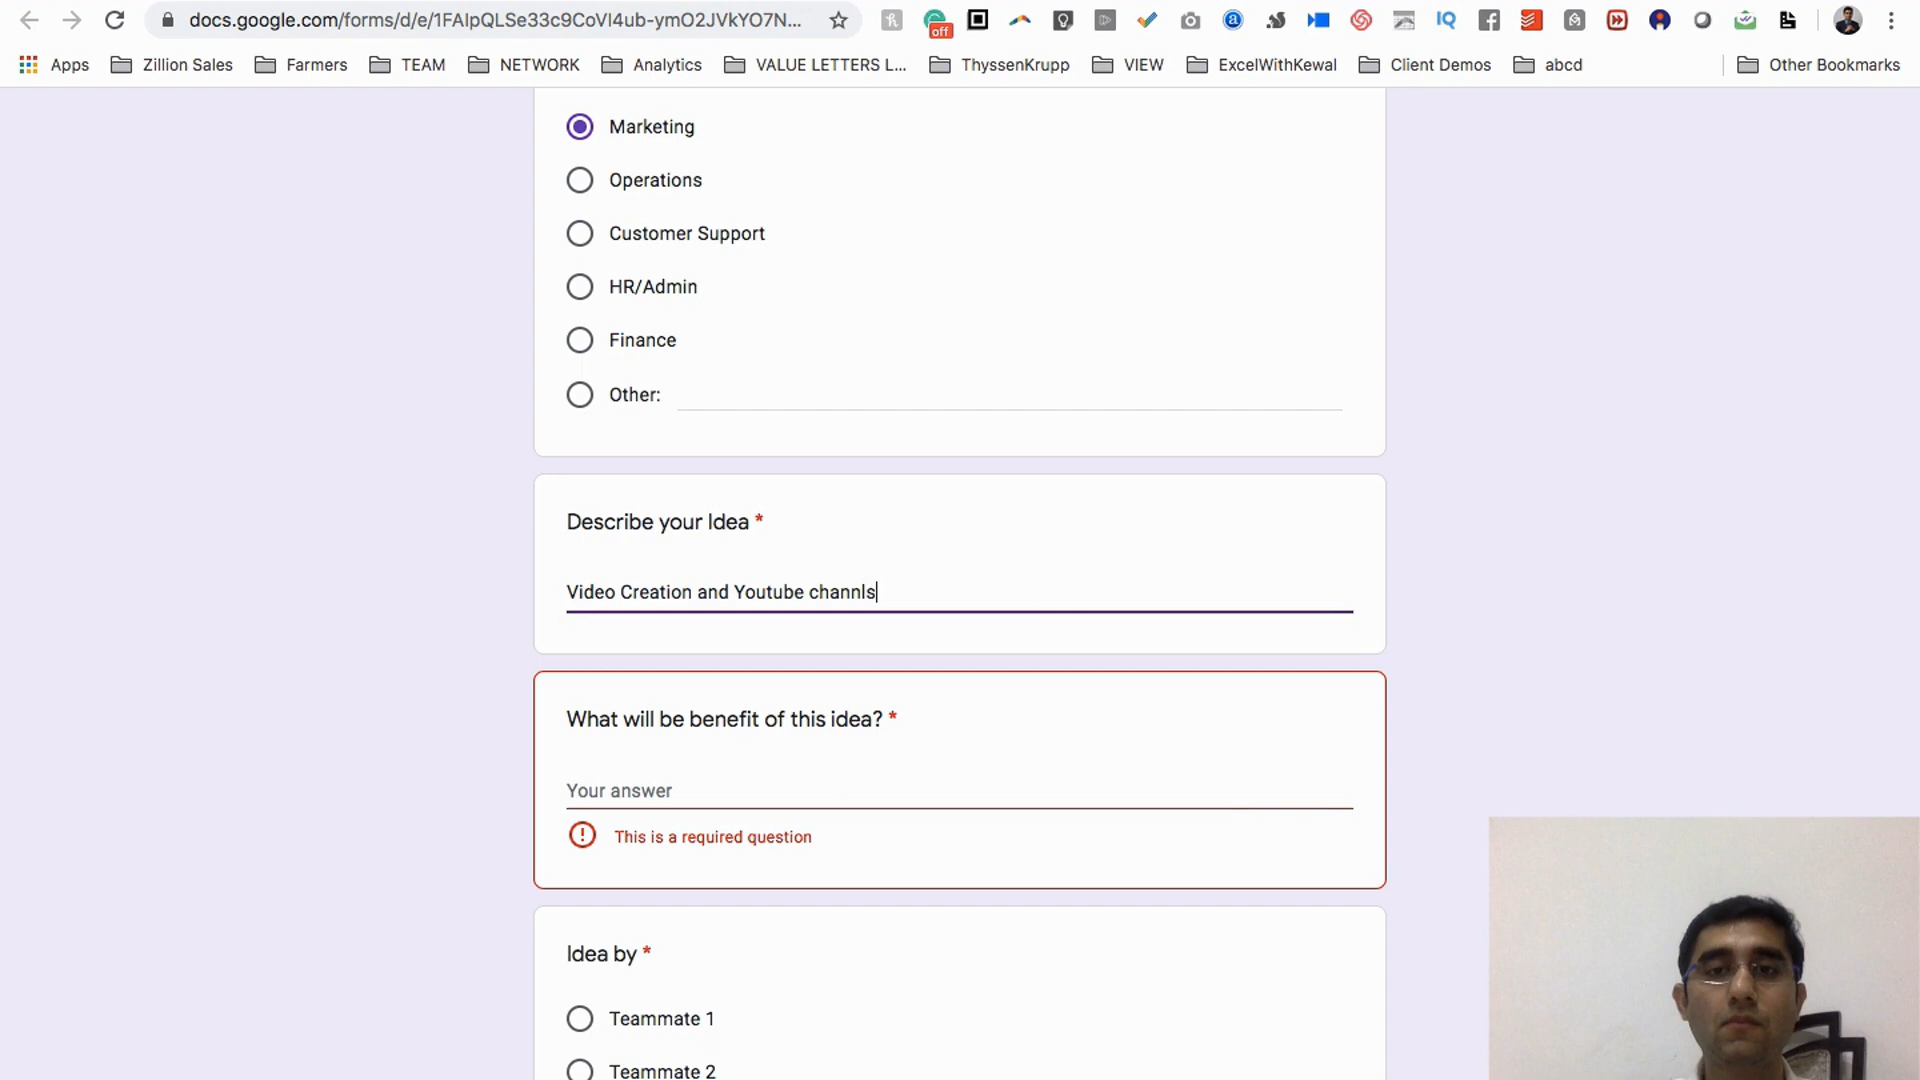 docs.google.com/forms/d/e/1FAIpQLSe33c9CoVI4ub-ymO2JVkYO7N...
off
IQ
Apps
Zillion Sales
Farmers
TEAM
NETWORK
Analytics
VALUE LETTERS L...
ThyssenKrupp
VIEW
ExcelWithKewal
Client Demos
abcd
Other Bookmarks
Marketing
Operations
Customer Support
HR/Admin
Finance
Other:
Describe your Idea *
Video Creation and Youtube channls
What will be benefit of this idea? *
Your answer
This is a required question
Idea by *
Teammate 1
Teammate 2